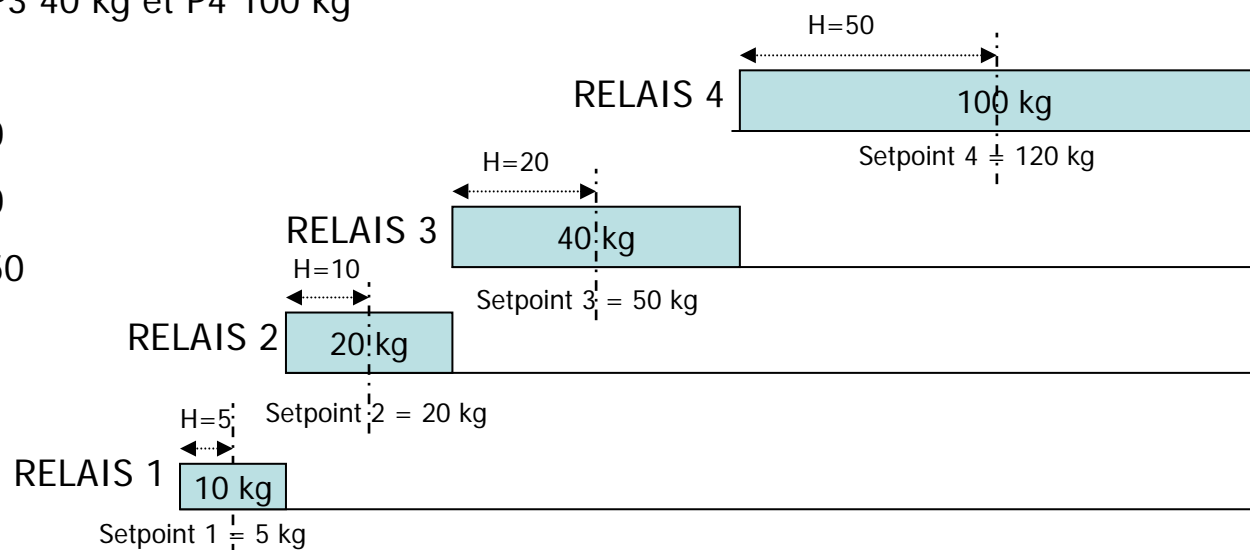 P3 40 kg et P4 100 kg
H=50
RELAIS 4
100 kg
Setpoint 4 = 120 kg
H=20
RELAIS 3
40 kg
Setpoint 3 = 50 kg
H=10
RELAIS 2
20 kg
Setpoint 2 = 20 kg
H=5
RELAIS 1
10 kg
Setpoint 1 = 5 kg